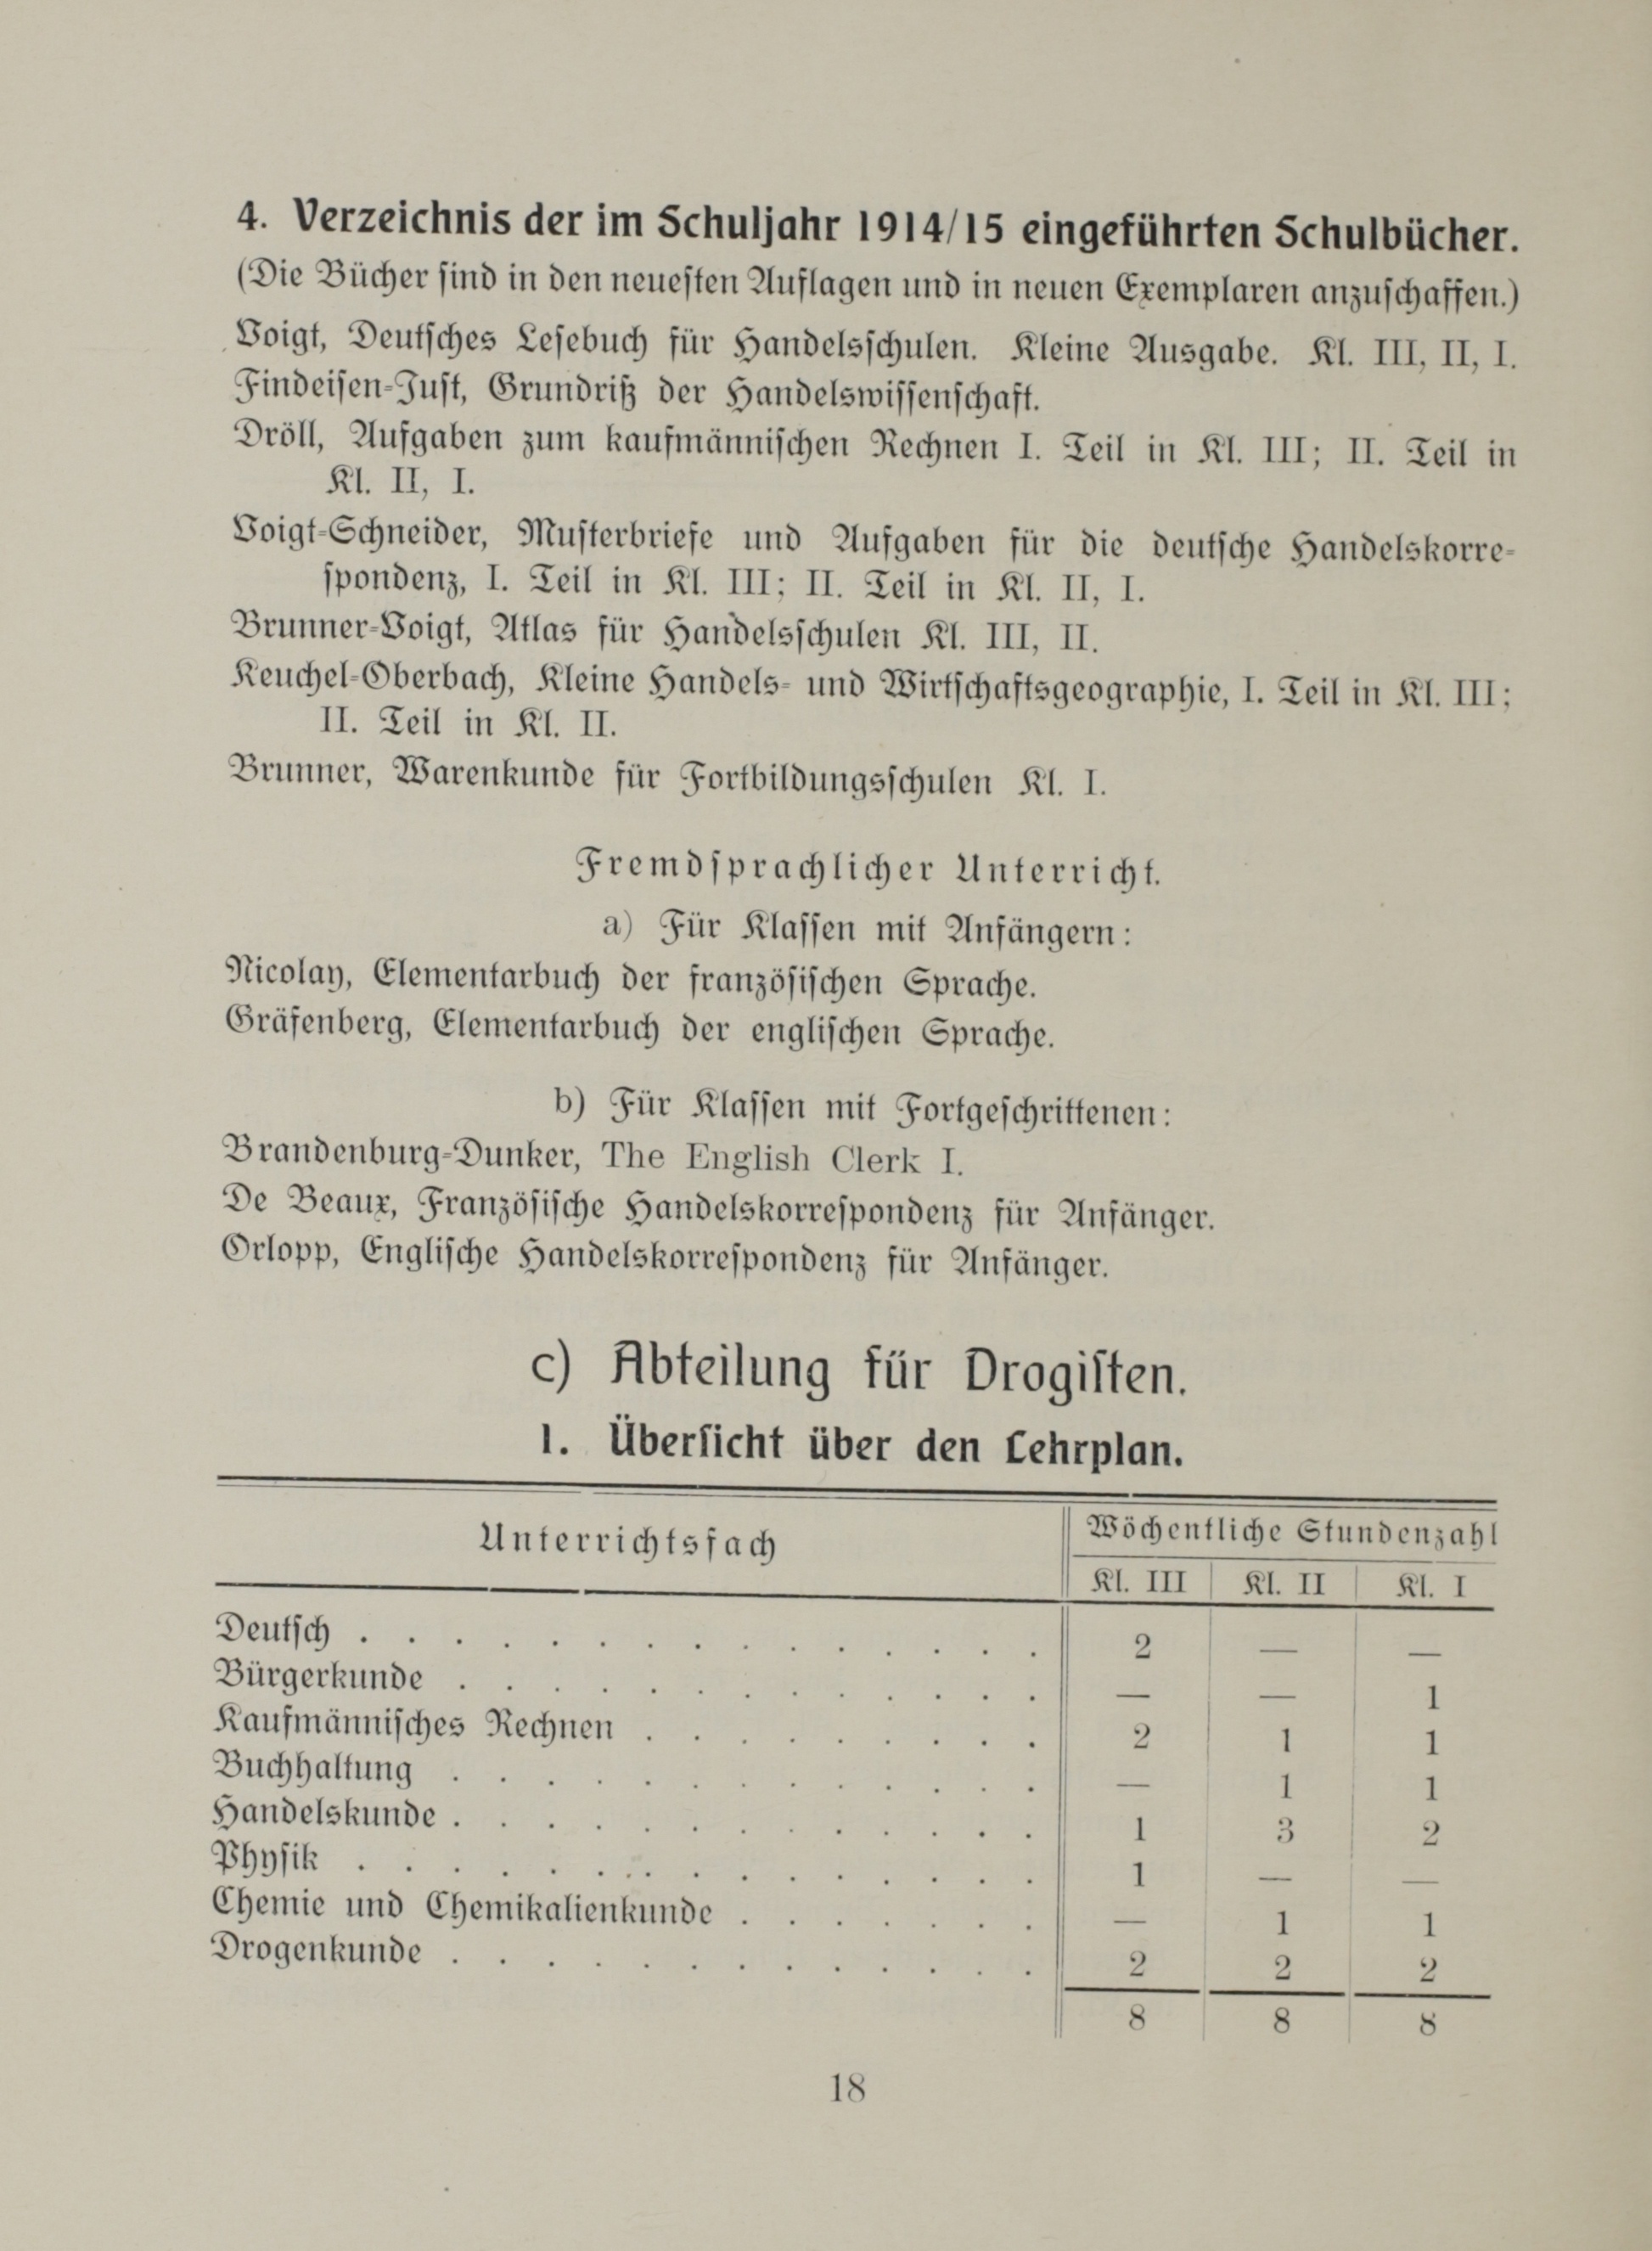 4. Verzeichnis der im Schuljahr 1914/15 eingeführten Schulbücher.
(Die Bücher sind in den neuesten Auflagen und in neuen Exemplaren anzuschaffen.)
Voigt, Deutsches Lesebuch für Handelsschulen. Kleine Ausgabe. Kl. III, II, I.
Findeisen-Just, Grundriß der Handelswissenschaft.
Dröll, Aufgaben zum kaufmännischen Rechnen I. Teil in Kl. III; II. Teil in
Kl. II, I.
Voigt-Schneider, Musterbriefe und Aufgaben für die deutsche Handelskorre-
spondenz, I. Teil in Kl. III; II. Teil in Kl. II, I.
Brunner-Voigt, Atlas für Handelsschulen Kl. III, II.
Keuchel-Oberbach, Kleine Handels- und Wirtschaftsgeographie, I. Teil in Kl. III;
II. Teil in Kl. II.
Brunner, Warenkunde für Fortbildungsschulen Kl. I.
Fremdsprachlicher Unterricht.
a) Für Klassen mit Anfängern:
Nicolay, Elementarbuch der französischen Sprache.
Gräfenberg, Elementarbuch der englischen Sprache.
b) Für Klassen mit Fortgeschrittenen:
Brandenburg-Dunker, The English Clerk I.
De Beaux, Französische Handelskorrespondenz für Anfänger.
Orlopp, Englische Handelskorrespondenz für Anfänger.
c) Abteilung für Drogisten.
1. Übersicht über den Lehrplan.
Unterrichtsfach Wöchentliche Stundenzahl
Kl. III Kl. II Kl. I
Deutsch . . . . . . . . . . . . . . . 2 — —
Bürgerkunde . . . . . . . . . . . . . — — 1
Kaufmännisches Rechnen . . . . . . . . . 2 1 1
Buchhaltung . . . . . . . . . . . . . — 1 1
Handelskunde . . . . . . . . . . . . . 1 3 2
Physik . . . . . . . . . . . . . . . 1 — —
Chemie und Chemikalienkunde . . . . . . . — 1 1
Drogenkunde . . . . . . . . . . . . . 2 2 2
8 8 8
18